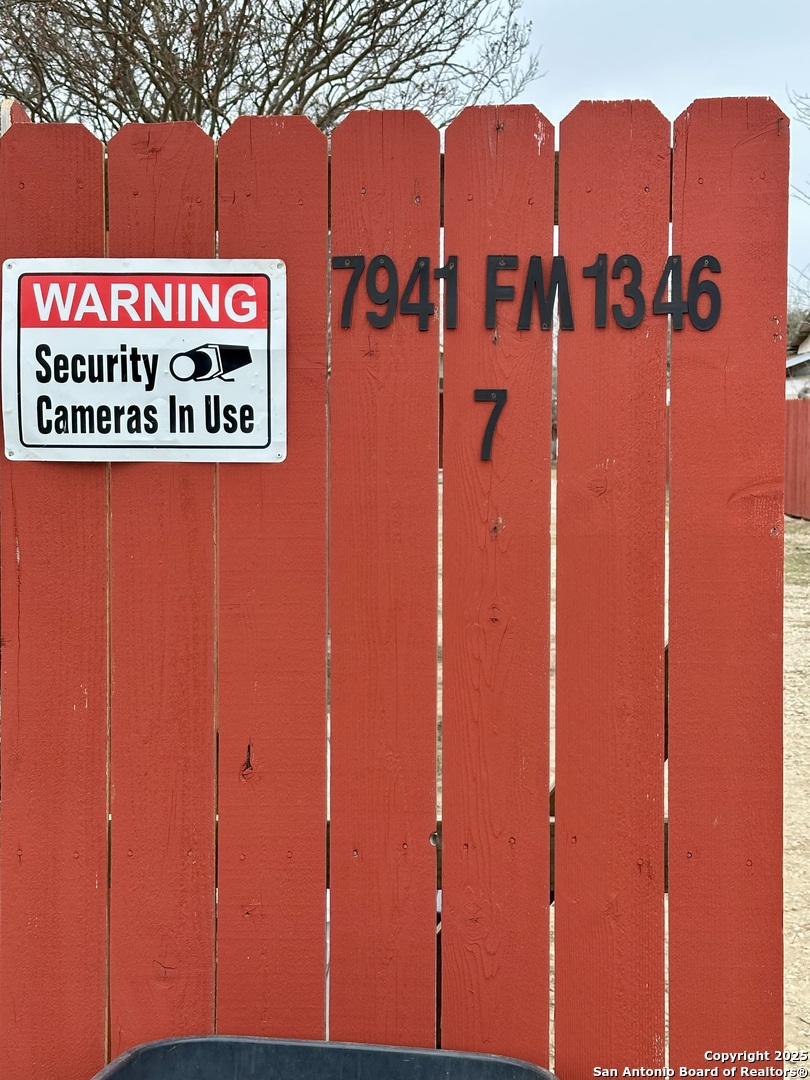 WARNING
Security
Cameras In Use
7941 FM 1346
7
Copyright 2025
San Antonio Board of Realtors®